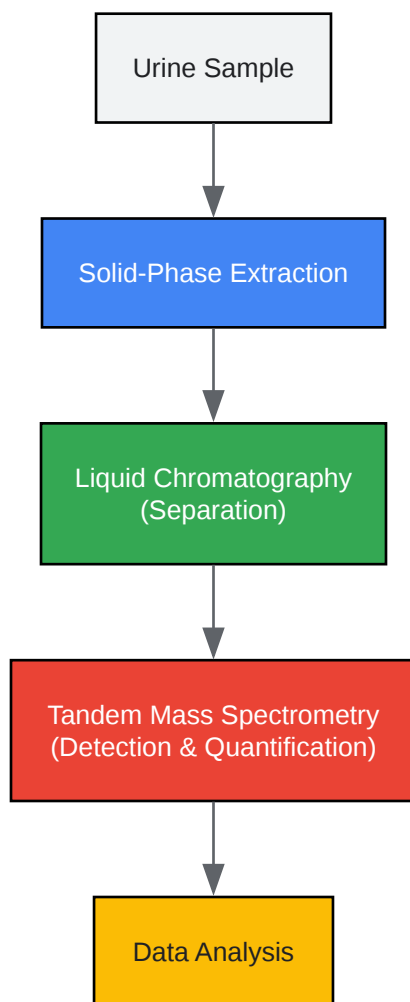 Urine Sample
Solid-Phase Extraction
Liquid Chromatography
(Separation)
Tandem Mass Spectrometry
(Detection & Quantification)
Data Analysis